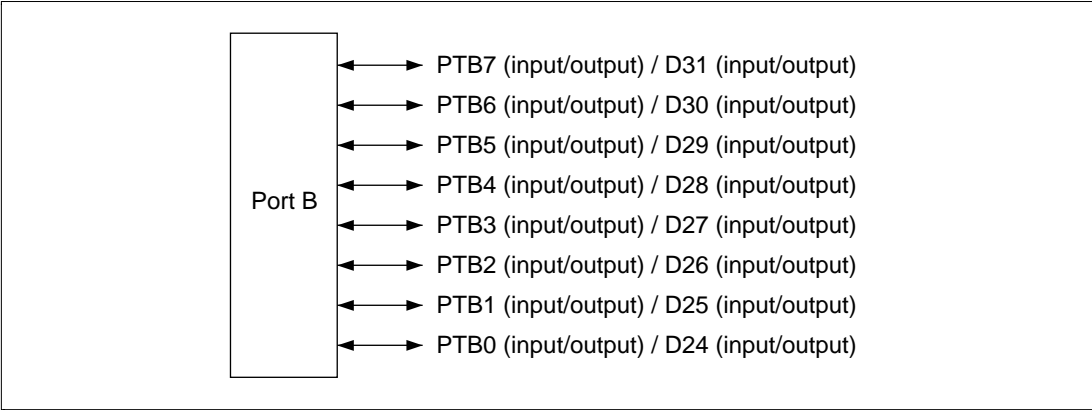 PTB7 (input/output) / D31 (input/output)
PTB6 (input/output) / D30 (input/output)
PTB5 (input/output) / D29 (input/output)
PTB4 (input/output) / D28 (input/output)
Port B
PTB3 (input/output) / D27 (input/output)
PTB2 (input/output) / D26 (input/output)
PTB1 (input/output) / D25 (input/output)
PTB0 (input/output) / D24 (input/output)